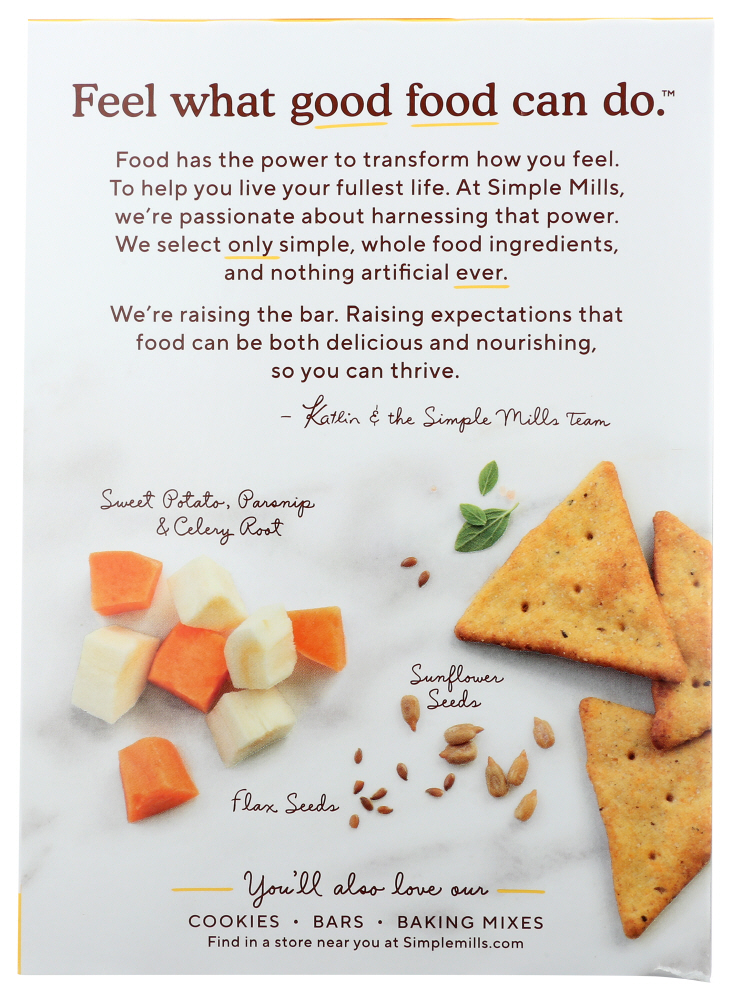 Feel what good food can do.™
Food has the power to transform how you feel.
To help you live your fullest life. At Simple Mills,
we're passionate about harnessing that power.
We select only simple, whole food ingredients,
and nothing artificial ever.
We're raising the bar. Raising expectations that
food can be both delicious and nourishing,
so you can thrive.
– Katlin & the Simple Mills Team
Sweet Potato, Parsnip
& Celery Root
Sunflower
Seeds
Flax Seeds
You'll also love our
COOKIES • BARS • BAKING MIXES
Find in a store near you at Simplemills.com